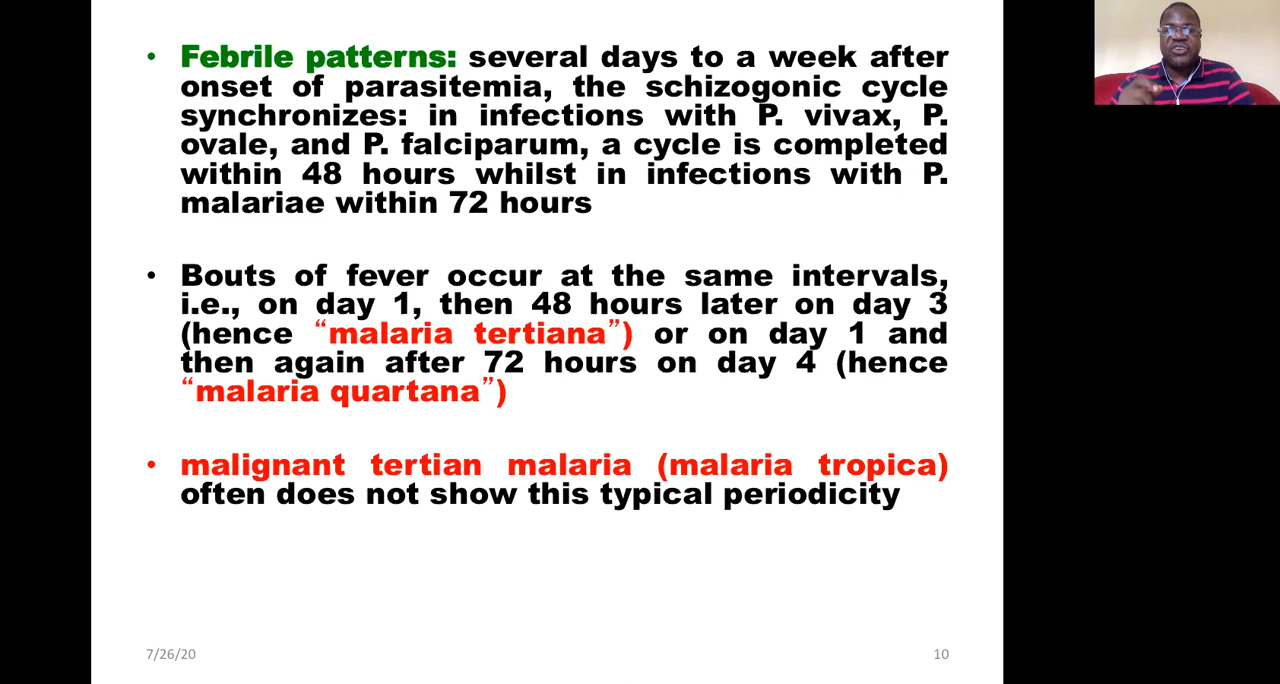 • Febrile patterns: several days to a week after
onset of parasitemia, the schizogonic cycle
synchronizes: in infections with P. vivax, P.
ovale, and P. falciparum, a cycle is completed
within 48 hours whilst in infections with P.
malariae within 72 hours
• Bouts of fever occur at the same intervals,
i.e., on day 1, then 48 hours later on day 3
(hence “malaria tertiana”) or on day 1 and
then again after 72 hours on day 4 (hence
“malaria quartana”)
• malignant tertian malaria (malaria tropica)
often does not show this typical periodicity
7/26/20
10